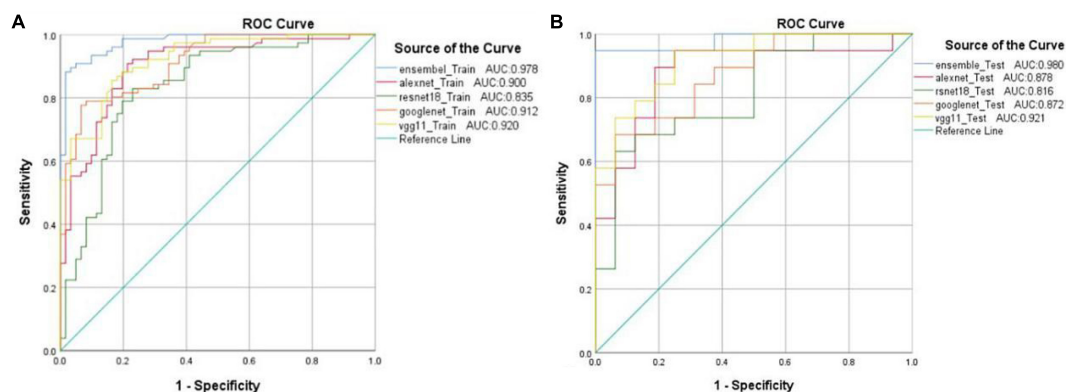 A
ROC Curve
1.0
0.8
0.6
0.4
0.2
0.0
0.0 0.2 0.4 0.6 0.8 1.0
Sensitivity
1 - Specificity
Source of the Curve
ensembel_Train AUC:0.978
alexnet_Train AUC:0.900
resnet18_Train AUC:0.835
googlenet_Train AUC:0.912
vgg11_Train AUC:0.920
Reference Line
B
ROC Curve
1.0
0.8
0.6
0.4
0.2
0.0
0.0 0.2 0.4 0.6 0.8 1.0
Sensitivity
1 - Specificity
Source of the Curve
ensemble_Test AUC:0.980
alexnet_Test AUC:0.878
rsnet18_Test AUC:0.816
googlenet_Test AUC:0.872
vgg11_Test AUC:0.921
Reference Line